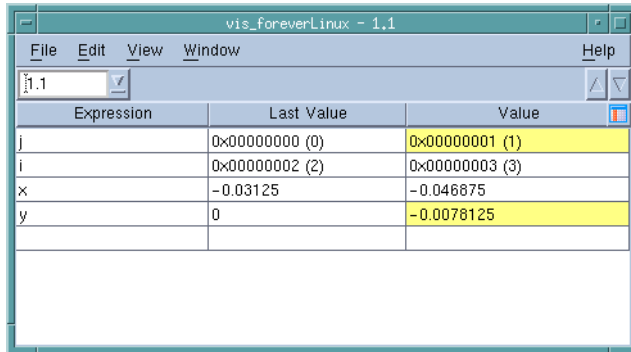 vis_foreverLinux - 1.1
File Edit View Window Help
1.1
Expression Last Value Value
j 0x00000000 (0) 0x00000001 (1)
i 0x00000002 (2) 0x00000003 (3)
x -0.03125 -0.046875
y 0 -0.0078125